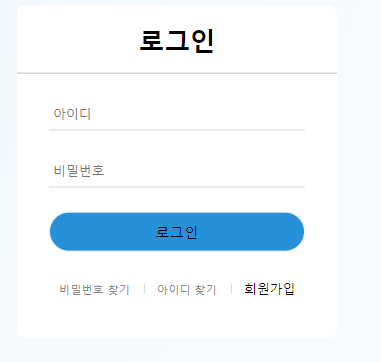 로그인
아이디
비밀번호
로그인
비밀번호 찾기 | 아이디 찾기 | 회원가입